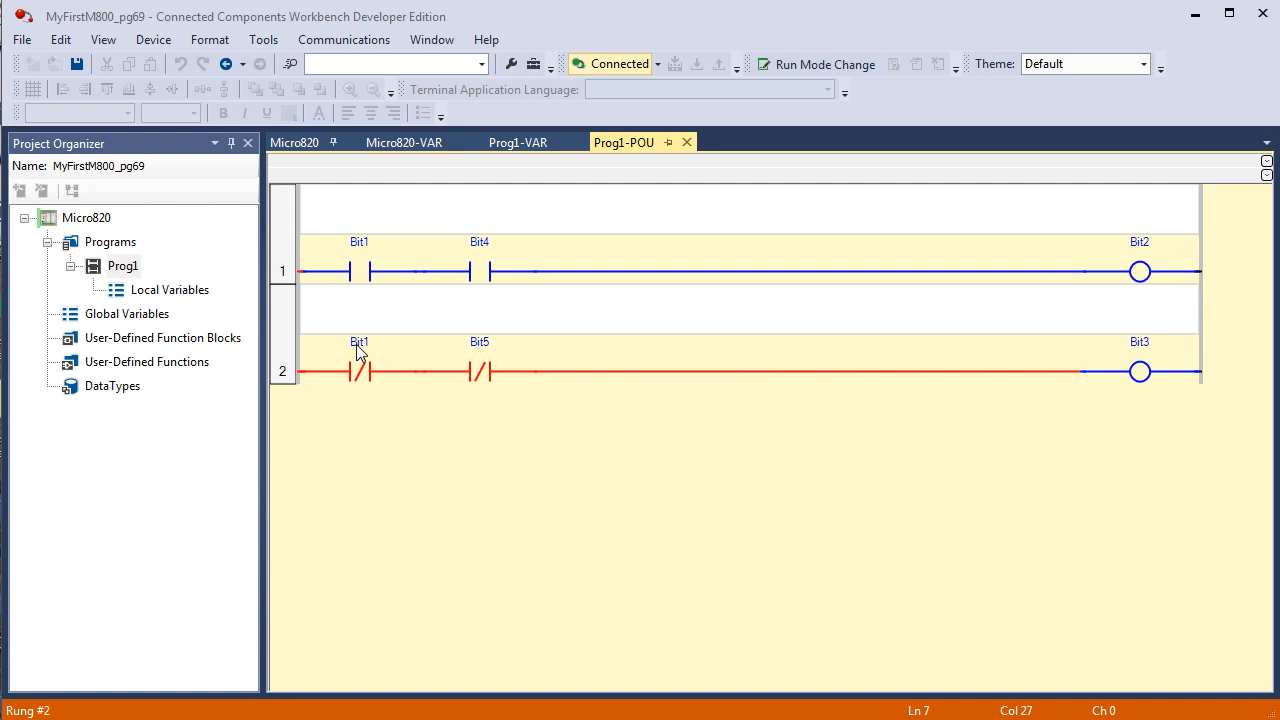 MyFirstM800_pg69 - Connected Components Workbench Developer Edition
File Edit View Device Format Tools Communications Window Help
Connected Run Mode Change Theme: Default
Terminal Application Language:
B I U A
Project Organizer
Micro820 Micro820-VAR Prog1-VAR Prog1-POU
Name: MyFirstM800_pg69
Micro820
Programs
Prog1
Local Variables
Global Variables
User-Defined Function Blocks
User-Defined Functions
DataTypes
Bit1 Bit4 Bit2
1
Bit1 Bit5 Bit3
2
Rung #2 Ln 7 Col 27 Ch 0